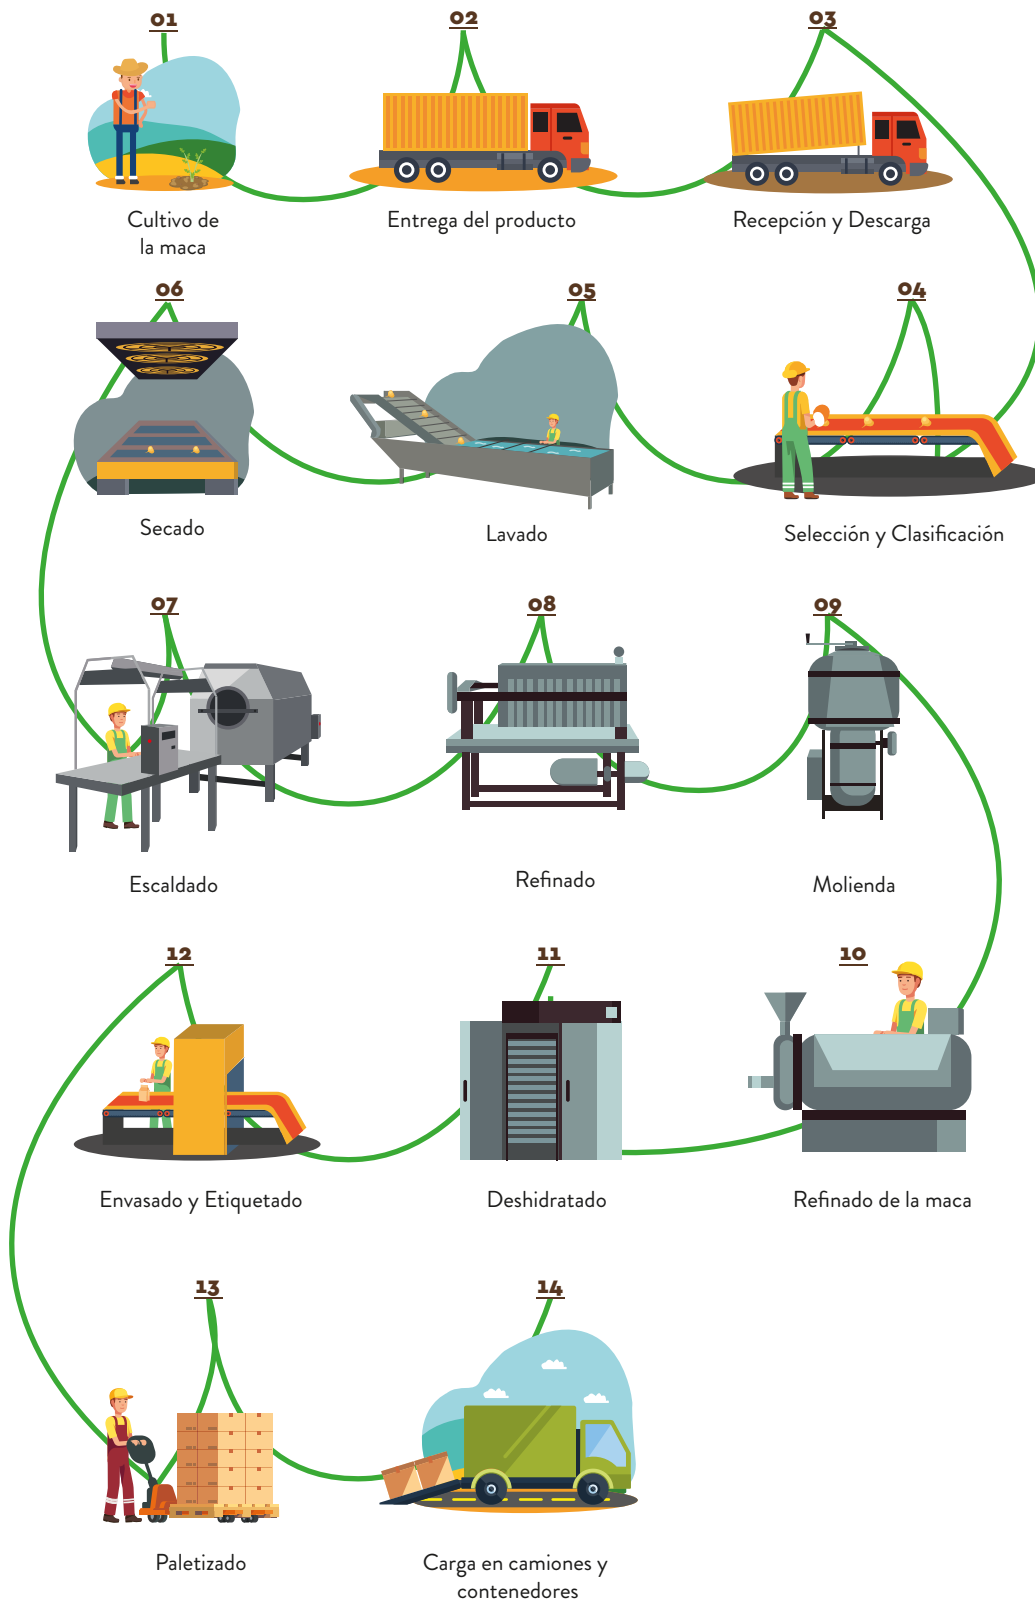 01
Cultivo de
la maca
02
Entrega del producto
03
Recepción y Descarga
04
Selección y Clasificación
05
Lavado
06
Secado
07
Escaldado
08
Refinado
09
Molienda
10
Refinado de la maca
11
Deshidratado
12
Envasado y Etiquetado
13
Paletizado
14
Carga en camiones y
contenedores